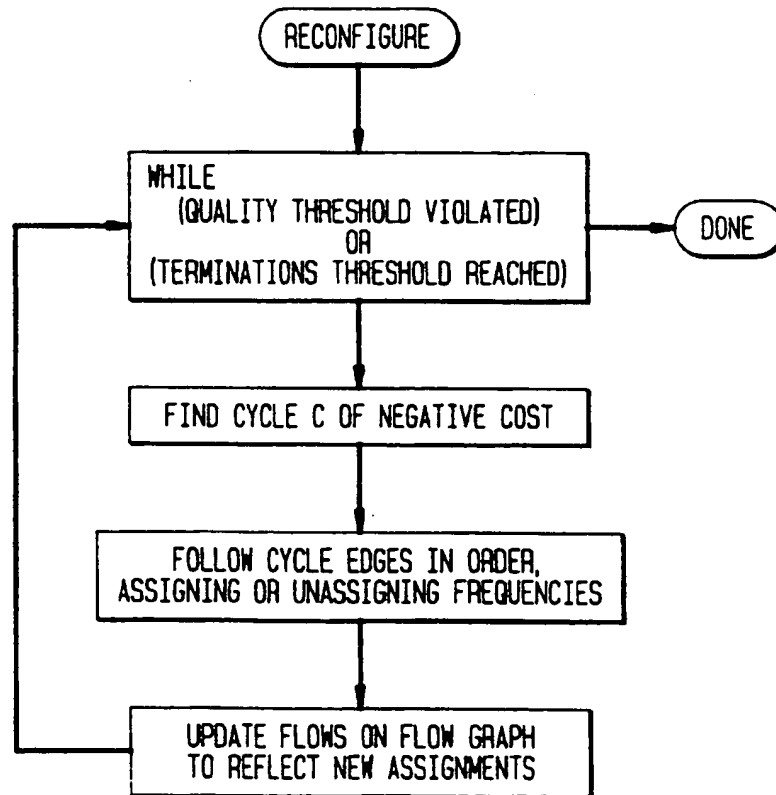 RECONFIGURE
WHILE
(QUALITY THRESHOLD VIOLATED)
OR
(TERMINATIONS THRESHOLD REACHED)
DONE
FIND CYCLE C OF NEGATIVE COST
FOLLOW CYCLE EDGES IN ORDER,
ASSIGNING OR UNASSIGNING FREQUENCIES
UPDATE FLOWS ON FLOW GRAPH
TO REFLECT NEW ASSIGNMENTS